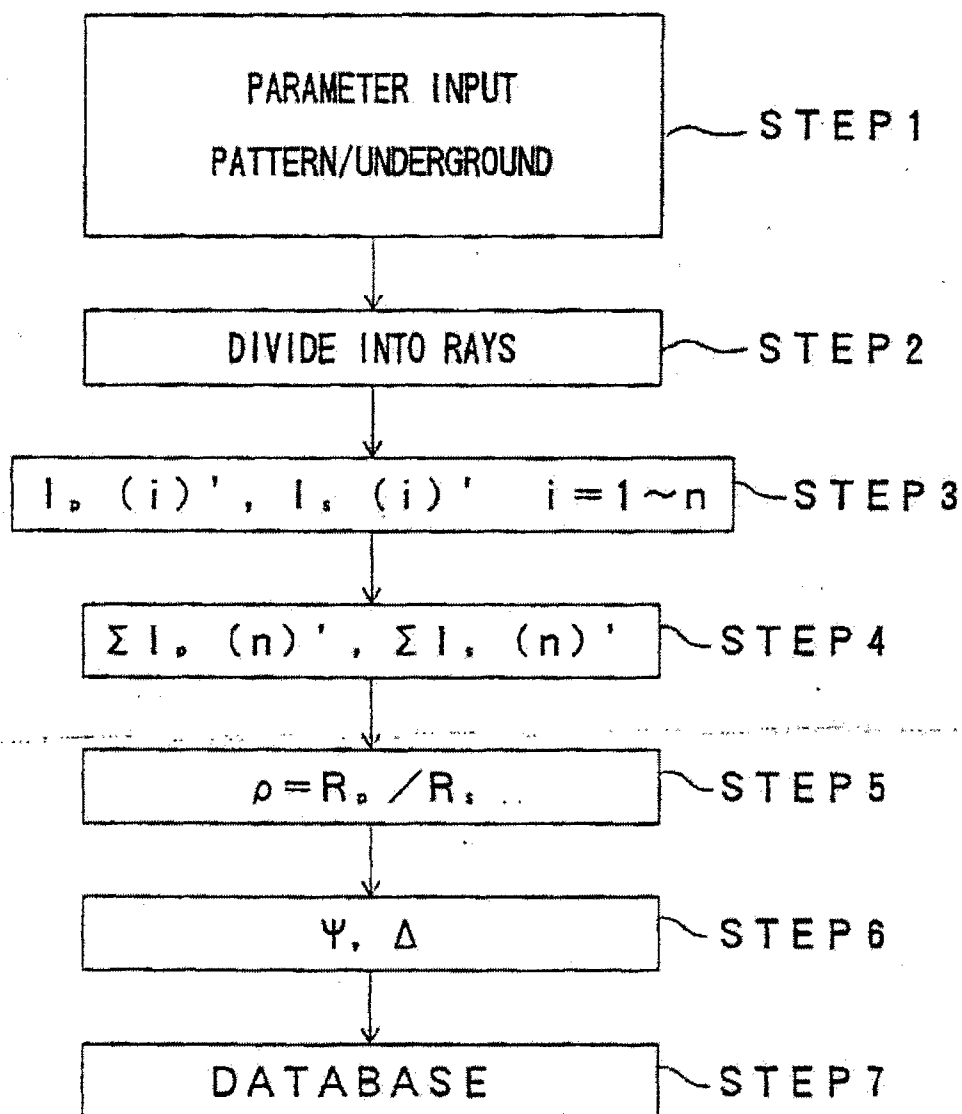 PARAMETER INPUT
PATTERN/UNDERGROUND
STEP1
DIVIDE INTO RAYS
STEP2
Ip (i)', Is (i)' i=1~n
STEP3
ΣIp (n)', ΣIs (n)'
STEP4
ρ=Rp/Rs
STEP5
Ψ, Δ
STEP6
DATABASE
STEP7